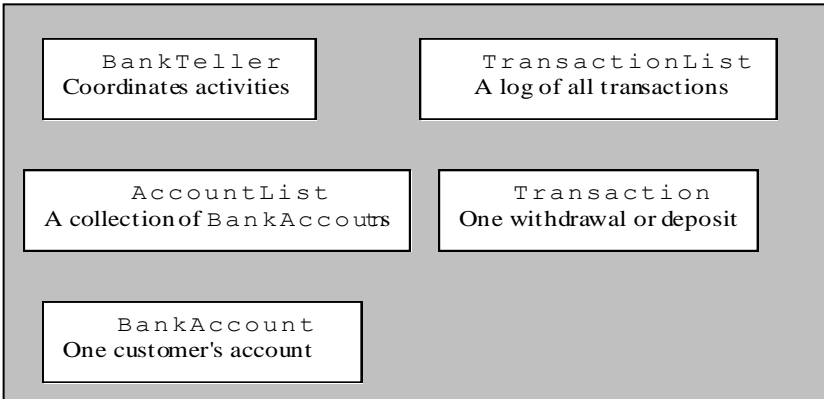 BankTeller
Coordinates activities
TransactionList
A log of all transactions
AccountList
A collection of BankAccoutns
Transaction
One withdrawal or deposit
BankAccount
One customer's account